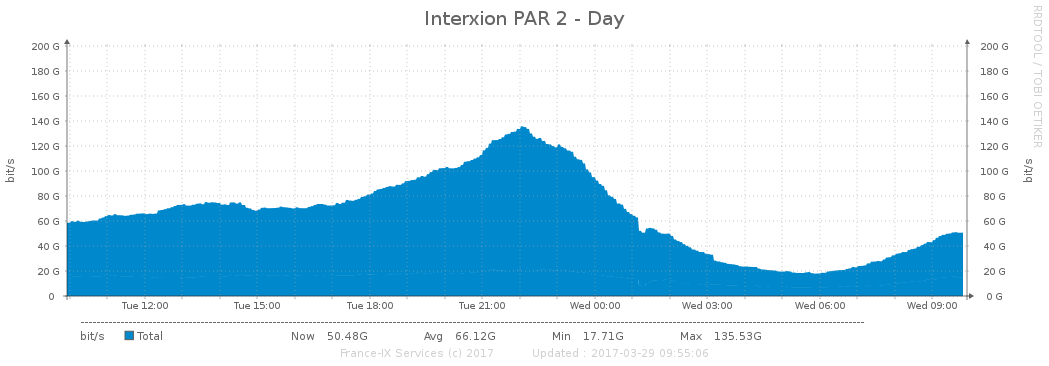 Interxion PAR 2 - Day
RRDTOOL / TOBI OETIKER
bit/s
200 G 200 G
180 G 180 G
160 G 160 G
140 G 140 G
120 G 120 G
100 G 100 G
80 G 80 G
60 G 60 G
40 G 40 G
20 G 20 G
0 0 G
bit/s
Tue 12:00 Tue 15:00 Tue 18:00 Tue 21:00 Wed 00:00 Wed 03:00 Wed 06:00 Wed 09:00
bit/s Total Now 50.48G Avg 66.12G Min 17.71G Max 135.53G
France-IX Services (c) 2017 Updated : 2017-03-29 09:55:06